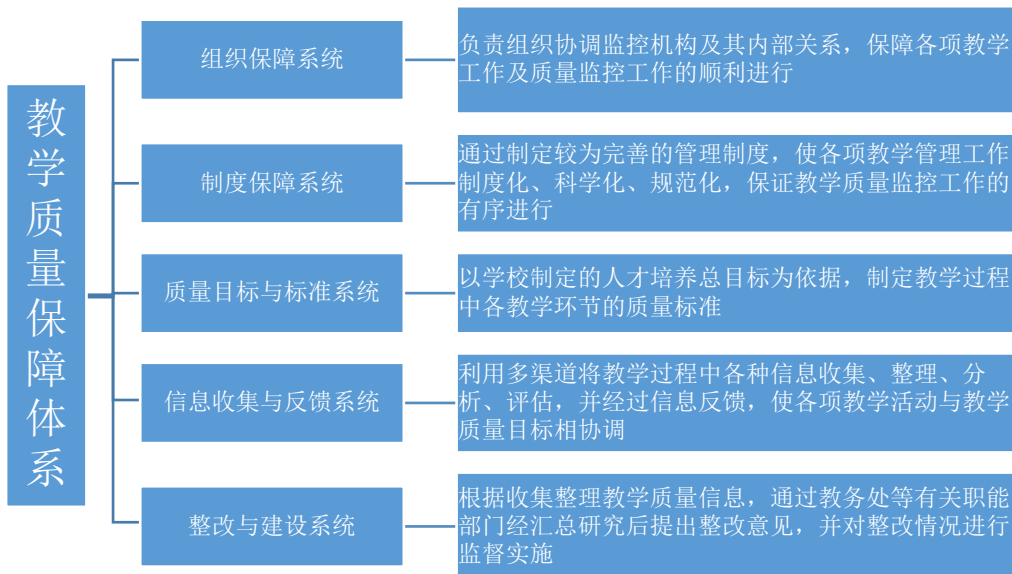 教学质量保障体系
组织保障系统
负责组织协调监控机构及其内部关系，保障各项教学
工作及质量监控工作的顺利进行
制度保障系统
通过制定较为完善的管理制度，使各项教学管理工作
制度化、科学化、规范化，保证教学质量监控工作的
有序进行
质量目标与标准系统
以学校制定的人才培养总目标为依据，制定教学过程
中各教学环节的质量标准
信息收集与反馈系统
利用多渠道将教学过程中各种信息收集、整理、分
析、评估，并经过信息反馈，使各项教学活动与教学
质量目标相协调
整改与建设系统
根据收集整理教学质量信息，通过教务处等有关职能
部门经汇总研究后提出整改意见，并对整改情况进行
监督实施